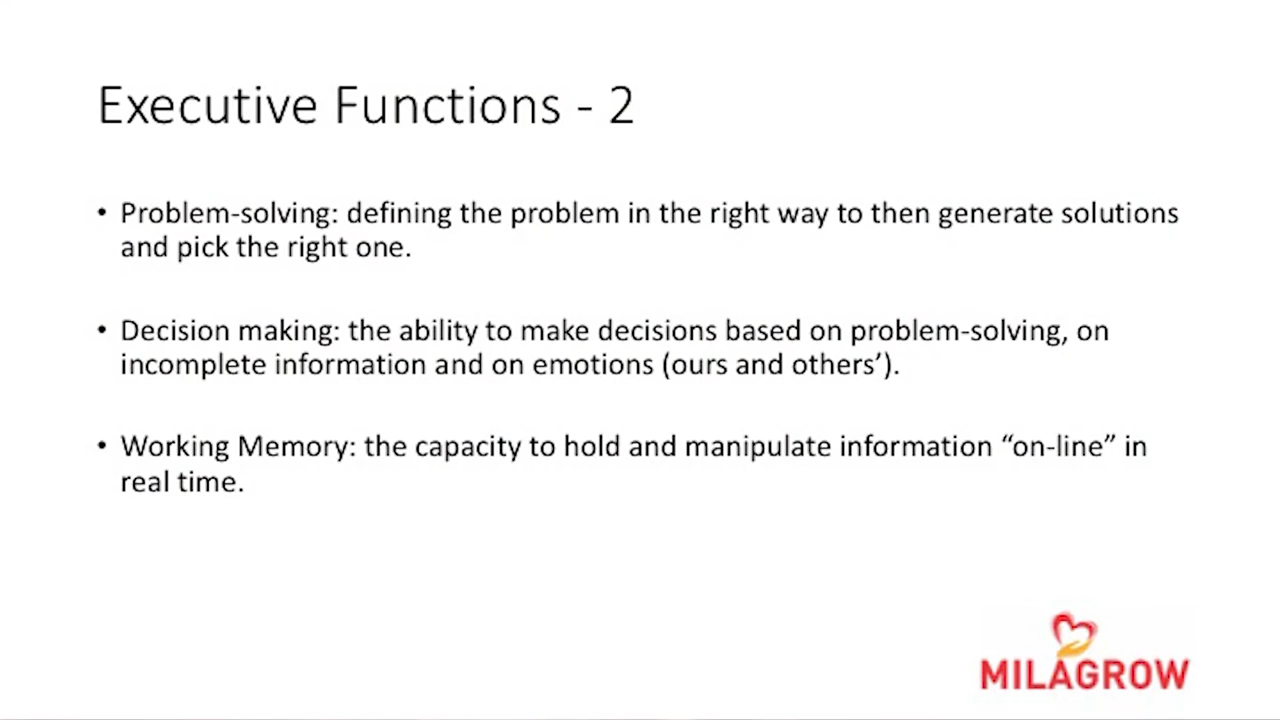 Executive Functions - 2
• Problem-solving: defining the problem in the right way to then generate solutions
and pick the right one.
• Decision making: the ability to make decisions based on problem-solving, on
incomplete information and on emotions (ours and others’).
• Working Memory: the capacity to hold and manipulate information “on-line” in
real time.
MILAGROW